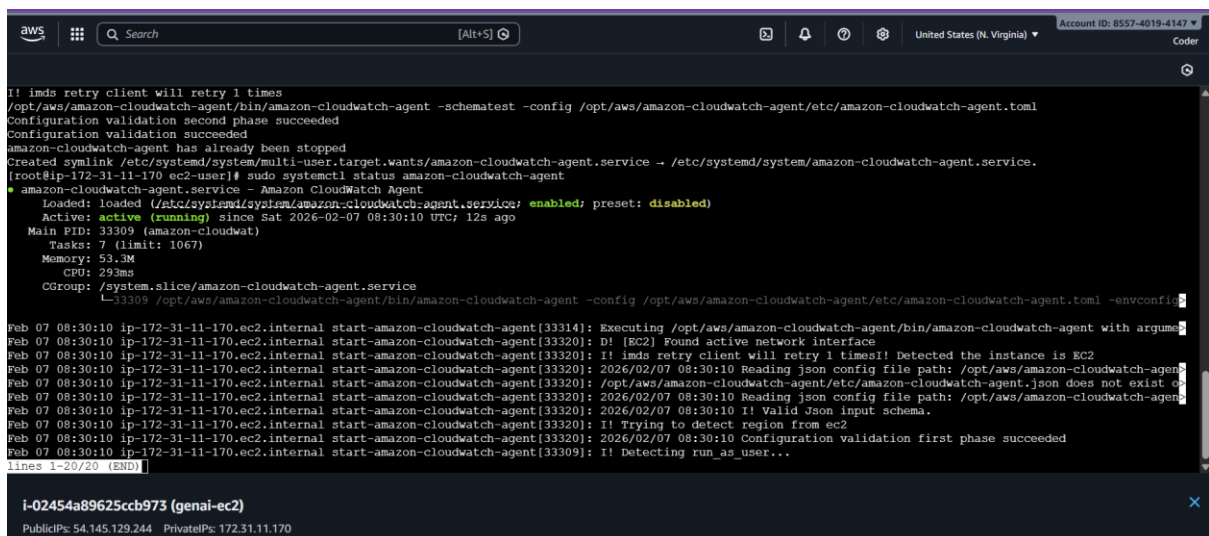 aws
Search
[Alt+S]
United States (N. Virginia)
Account ID: 8557-4019-4147
Coder
I! imds retry client will retry 1 times
/opt/aws/amazon-cloudwatch-agent/bin/amazon-cloudwatch-agent -schematest -config /opt/aws/amazon-cloudwatch-agent/etc/amazon-cloudwatch-agent.toml
Configuration validation second phase succeeded
Configuration validation succeeded
amazon-cloudwatch-agent has already been stopped
Created symlink /etc/systemd/system/multi-user.target.wants/amazon-cloudwatch-agent.service → /etc/systemd/system/amazon-cloudwatch-agent.service.
[root@ip-172-31-11-170 ec2-user]# sudo systemctl status amazon-cloudwatch-agent
● amazon-cloudwatch-agent.service - Amazon CloudWatch Agent
Loaded: loaded (/etc/systemd/system/amazon-cloudwatch-agent.service; enabled; preset: disabled)
Active: active (running) since Sat 2026-02-07 08:30:10 UTC; 12s ago
Main PID: 33309 (amazon-cloudwat)
Tasks: 7 (limit: 1067)
Memory: 53.3M
CPU: 293ms
CGroup: /system.slice/amazon-cloudwatch-agent.service
└─33309 /opt/aws/amazon-cloudwatch-agent/bin/amazon-cloudwatch-agent -config /opt/aws/amazon-cloudwatch-agent/etc/amazon-cloudwatch-agent.toml -envconfig>
Feb 07 08:30:10 ip-172-31-11-170.ec2.internal start-amazon-cloudwatch-agent[33314]: Executing /opt/aws/amazon-cloudwatch-agent/bin/amazon-cloudwatch-agent with argume>
Feb 07 08:30:10 ip-172-31-11-170.ec2.internal start-amazon-cloudwatch-agent[33320]: D! [EC2] Found active network interface
Feb 07 08:30:10 ip-172-31-11-170.ec2.internal start-amazon-cloudwatch-agent[33320]: I! imds retry client will retry 1 timesI! Detected the instance is EC2
Feb 07 08:30:10 ip-172-31-11-170.ec2.internal start-amazon-cloudwatch-agent[33320]: 2026/02/07 08:30:10 Reading json config file path: /opt/aws/amazon-cloudwatch-agen>
Feb 07 08:30:10 ip-172-31-11-170.ec2.internal start-amazon-cloudwatch-agent[33320]: /opt/aws/amazon-cloudwatch-agent/etc/amazon-cloudwatch-agent.json does not exist o>
Feb 07 08:30:10 ip-172-31-11-170.ec2.internal start-amazon-cloudwatch-agent[33320]: 2026/02/07 08:30:10 Reading json config file path: /opt/aws/amazon-cloudwatch-agen>
Feb 07 08:30:10 ip-172-31-11-170.ec2.internal start-amazon-cloudwatch-agent[33320]: 2026/02/07 08:30:10 I! Valid Json input schema.
Feb 07 08:30:10 ip-172-31-11-170.ec2.internal start-amazon-cloudwatch-agent[33320]: I! Trying to detect region from ec2
Feb 07 08:30:10 ip-172-31-11-170.ec2.internal start-amazon-cloudwatch-agent[33320]: 2026/02/07 08:30:10 Configuration validation first phase succeeded
Feb 07 08:30:10 ip-172-31-11-170.ec2.internal start-amazon-cloudwatch-agent[33309]: I! Detecting run_as_user...
lines 1-20/20 (END)
i-02454a89625ccb973 (genai-ec2)
PublicIPs: 54.145.129.244 PrivateIPs: 172.31.11.170